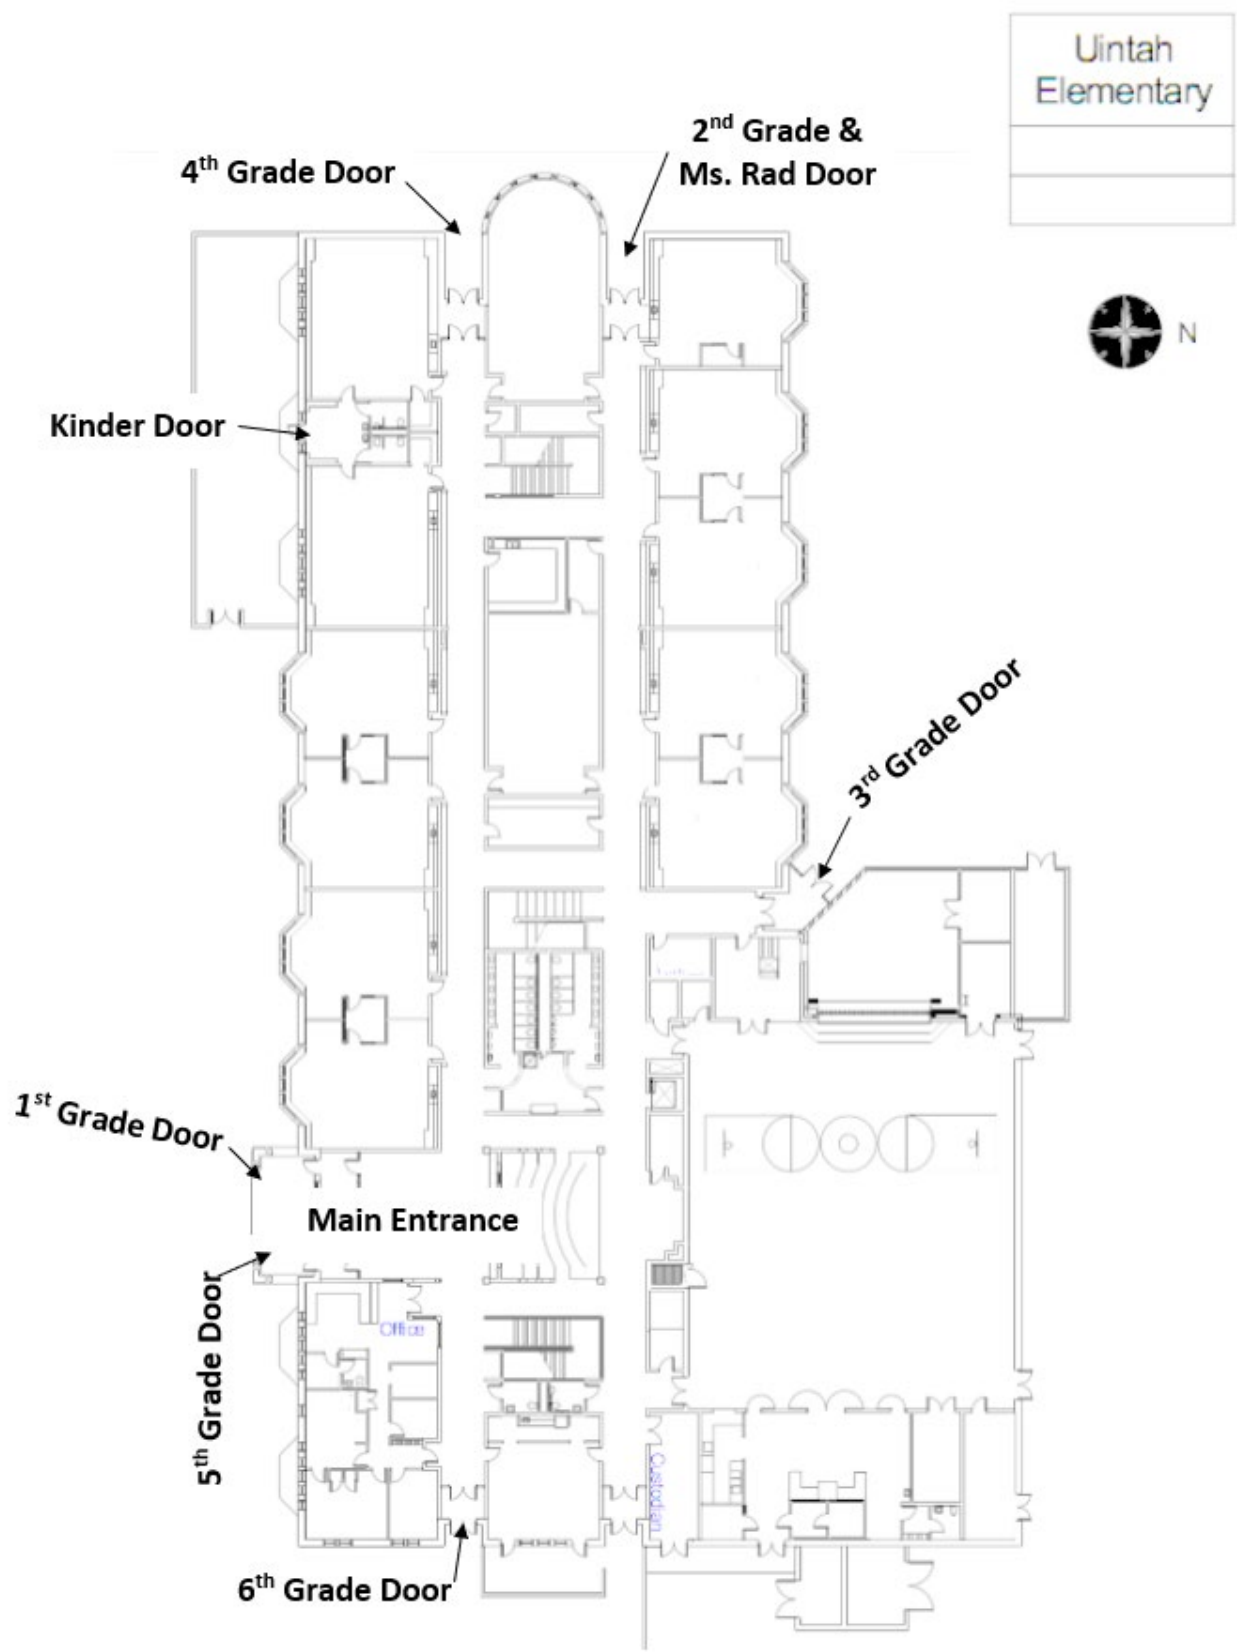 Uintah
Elementary
2nd Grade &
Ms. Rad Door
4th Grade Door
N
Kinder Door
3rd Grade Door
1st Grade Door
Main Entrance
5th Grade Door
Office
Custodian
6th Grade Door